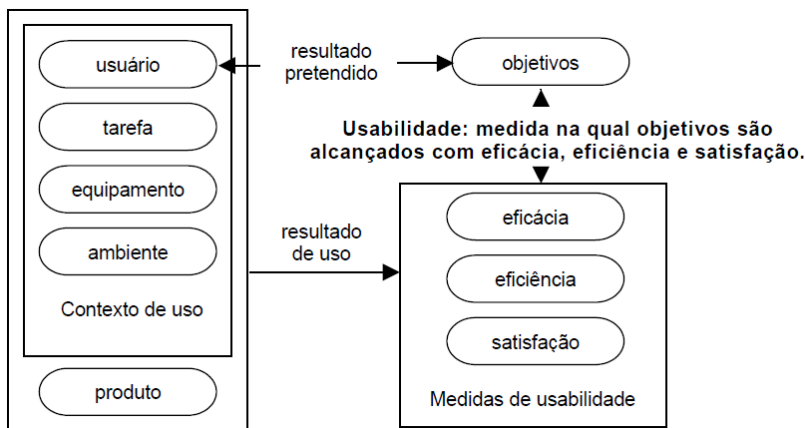 usuário
tarefa
equipamento
ambiente
Contexto de uso
produto
resultado
pretendido
objetivos
Usabilidade: medida na qual objetivos são
alcançados com eficácia, eficiência e satisfação.
resultado
de uso
eficácia
eficiência
satisfação
Medidas de usabilidade